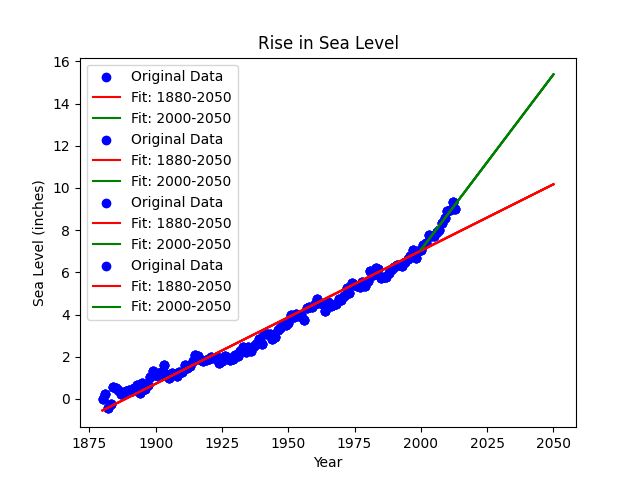 Rise in Sea Level
16
14
12
10
8
6
4
2
0
Sea Level (inches)
Original Data
Fit: 1880-2050
Fit: 2000-2050
Original Data
Fit: 1880-2050
Fit: 2000-2050
Original Data
Fit: 1880-2050
Fit: 2000-2050
Original Data
Fit: 1880-2050
Fit: 2000-2050
1875 1900 1925 1950 1975 2000 2025 2050
Year